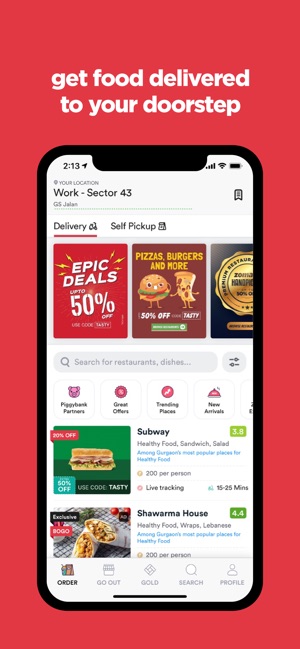 get food delivered
to your doorstep
2:13
YOUR LOCATION
Work - Sector 43
GS Jalan
Delivery
Self Pickup
EPIC
DEALS
UPTO
50%
OFF
USE CODE: TASTY
PIZZAS, BURGERS
AND MORE
50% OFF CODE: TASTY
PREMIUM RESTAURANTS
Search for restaurants, dishes...
Piggybank
Partners
Great
Offers
Trending
Places
New
Arrivals
20% OFF
50%
OFF
USE CODE: TASTY
Subway
3.8
Healthy Food, Sandwich, Salad
Among Gurgaon's most popular places for
Healthy Food
200 per person
Live tracking
15-25 Mins
Exclusive
BOGO
AD
Shawarma House
4.4
Healthy Food, Wraps, Lebanese
Among Gurgaon's most popular places for
Healthy Food
200 per person
ORDER
GO OUT
GOLD
SEARCH
PROFILE